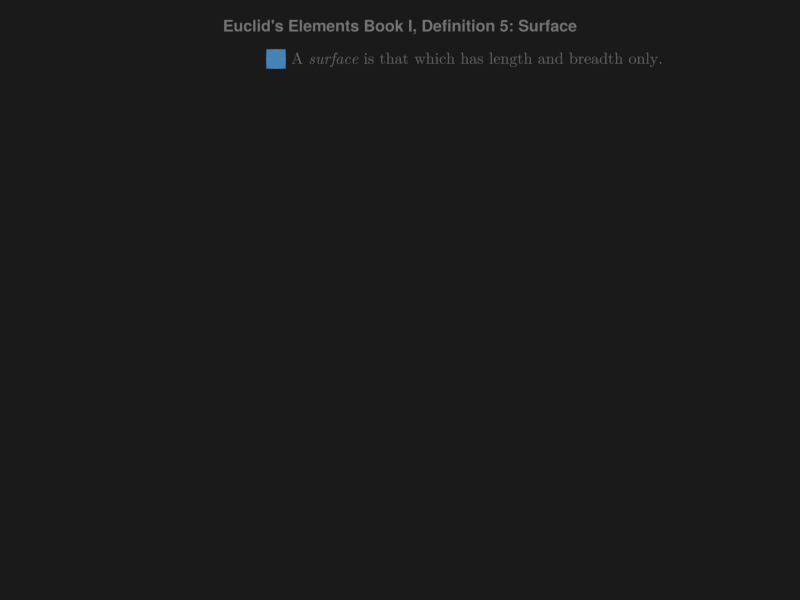 Euclid's Elements Book I, Definition 5: Surface
A surface is that which has length and breadth only.